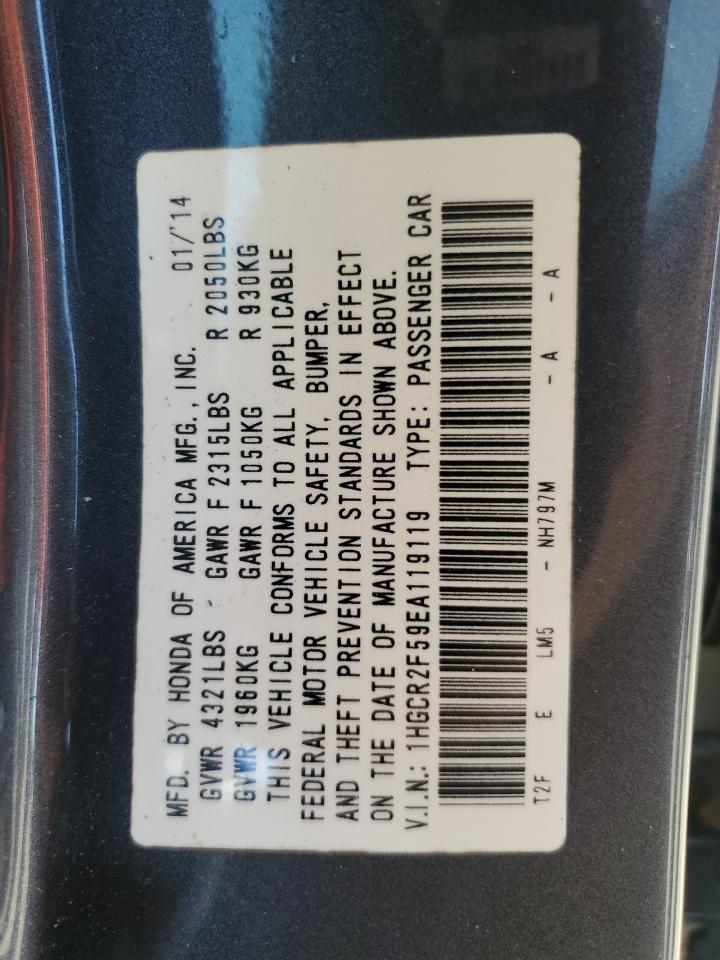 MFD. BY HONDA OF AMERICA MFG., INC. 01/'14
GVWR 4321LBS GAWR F 2315LBS R 2050LBS
GVWR 1960KG GAWR F 1050KG R 930KG
THIS VEHICLE CONFORMS TO ALL APPLICABLE
FEDERAL MOTOR VEHICLE SAFETY, BUMPER,
AND THEFT PREVENTION STANDARDS IN EFFECT
ON THE DATE OF MANUFACTURE SHOWN ABOVE.
V.I.N.: 1HGCR2F59EA119119 TYPE: PASSENGER CAR
T2F E LM5 - NH797M - A - A